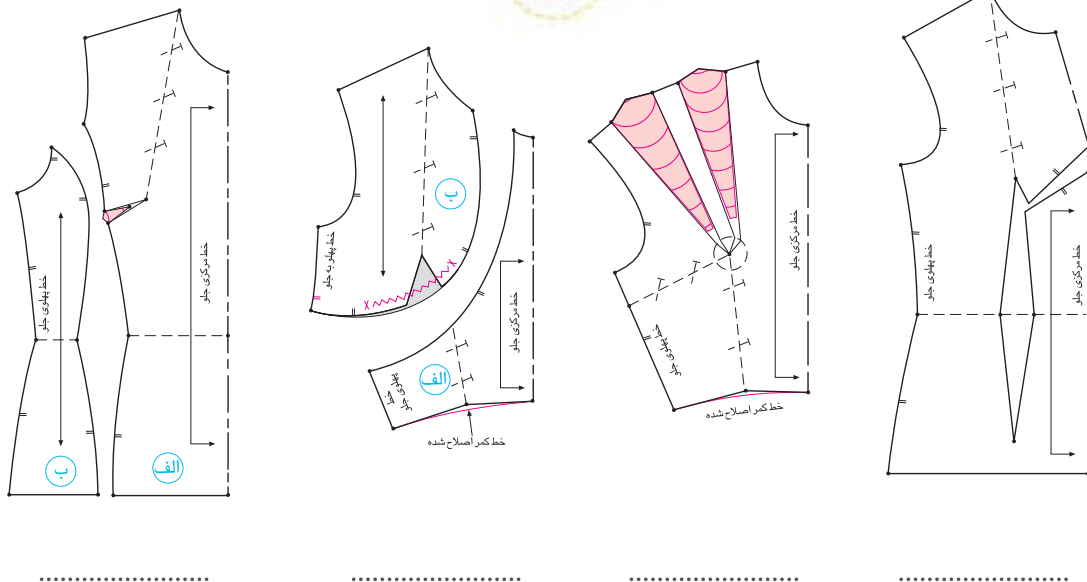 خط پهلوی جلو
خط مرکزی جلو
خط مرکزی جلو
خط پهلوی جلو
خط کمر اصلاح شده
ب
خط پهلو به جلو
خط مرکزی جلو
الف
خط پهلوی جلو
خط کمر اصلاح شده
خط مرکزی جلو
خط پهلوی جلو
الف
ب